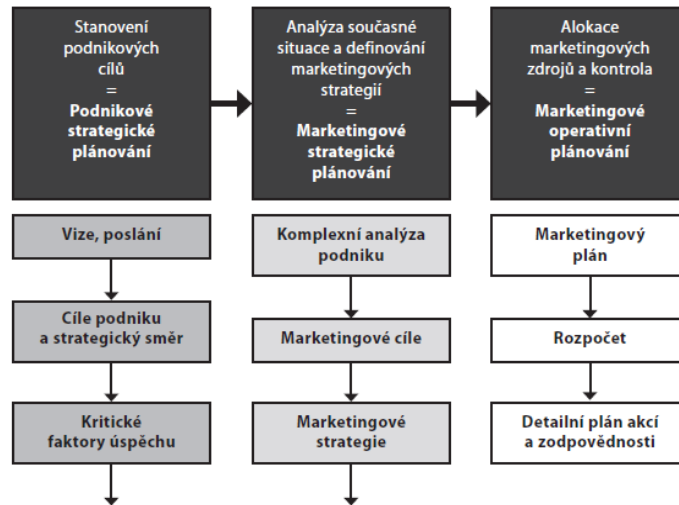 Stanovení
podnikových
cílů
=
Podnikové
strategické
plánování
Analýza současné
situace a definování
marketingových
strategií
=
Marketingové
strategické
plánování
Alokace
marketingových
zdrojů a kontrola
=
Marketingové
operativní
plánování
Vize, poslání
Cíle podniku
a strategický směr
Kritické
faktory úspěchu
Komplexní analýza
podniku
Marketingové cíle
Marketingové
strategie
Marketingový
plán
Rozpočet
Detailní plán akcí
a zodpovědnosti